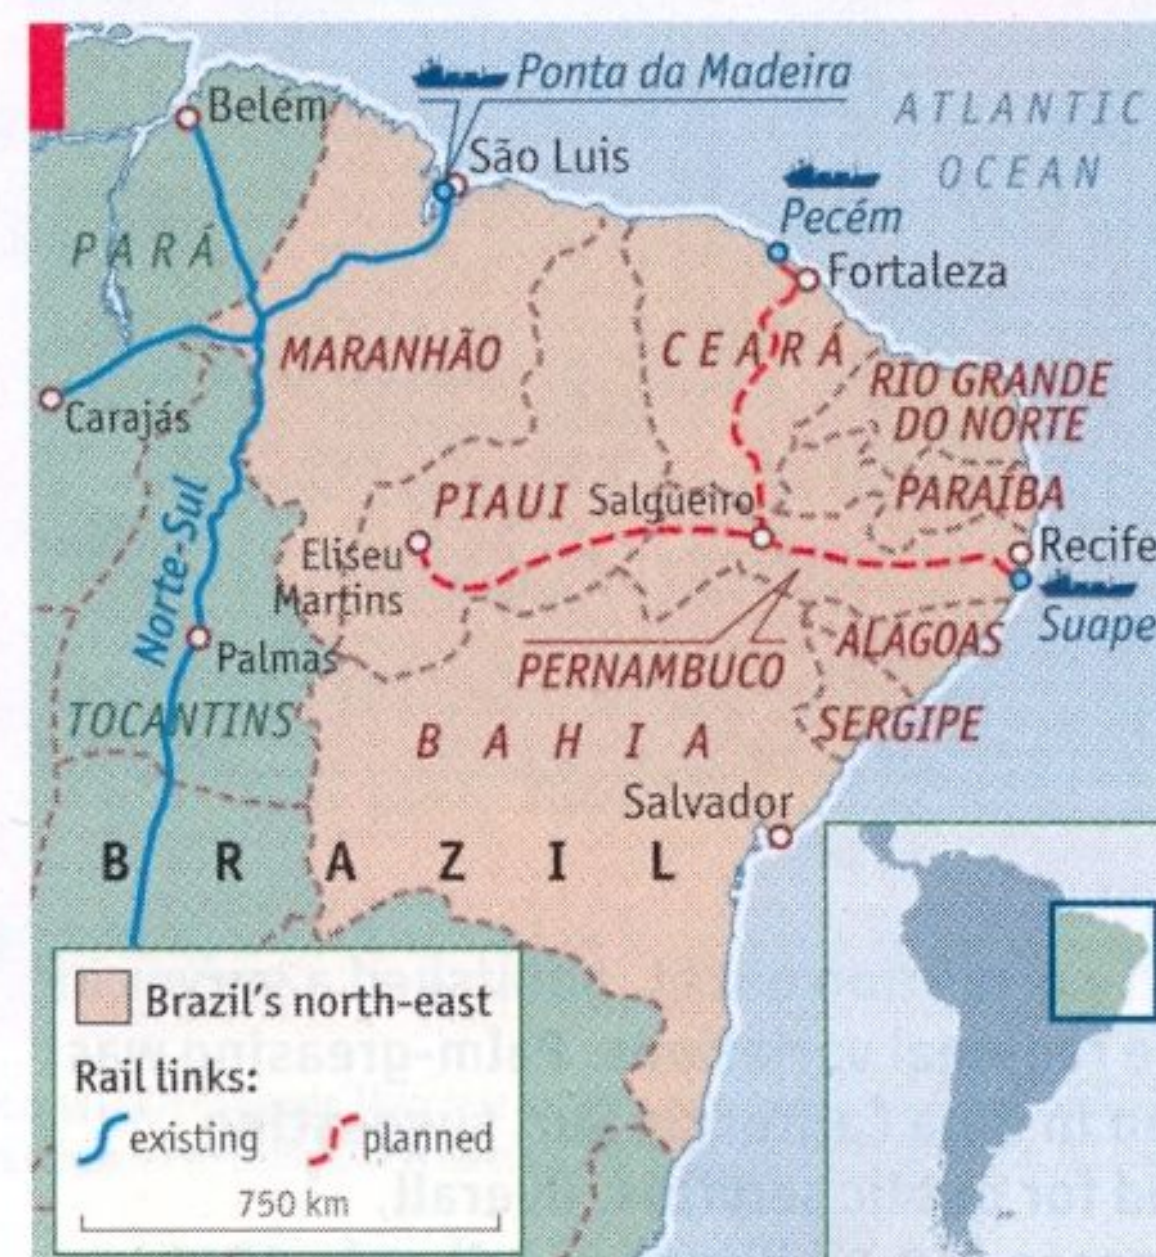 Ponta da Madeira
ATLANTIC
OCEAN
Belém
São Luis
Pecém
PARÁ
Fortaleza
MARANHÃO
CEARÁ
RIO GRANDE
DO NORTE
Carajás
PARAÍBA
PIAUI
Salgueiro
Norte-Sul
Eliseu
Martins
Recife
Suape
Palmas
PERNAMBUCO
ALAGOAS
TOCANTINS
SERGIPE
BAHIA
Salvador
BRAZIL
Brazil's north-east
Rail links:
existing
planned
750 km